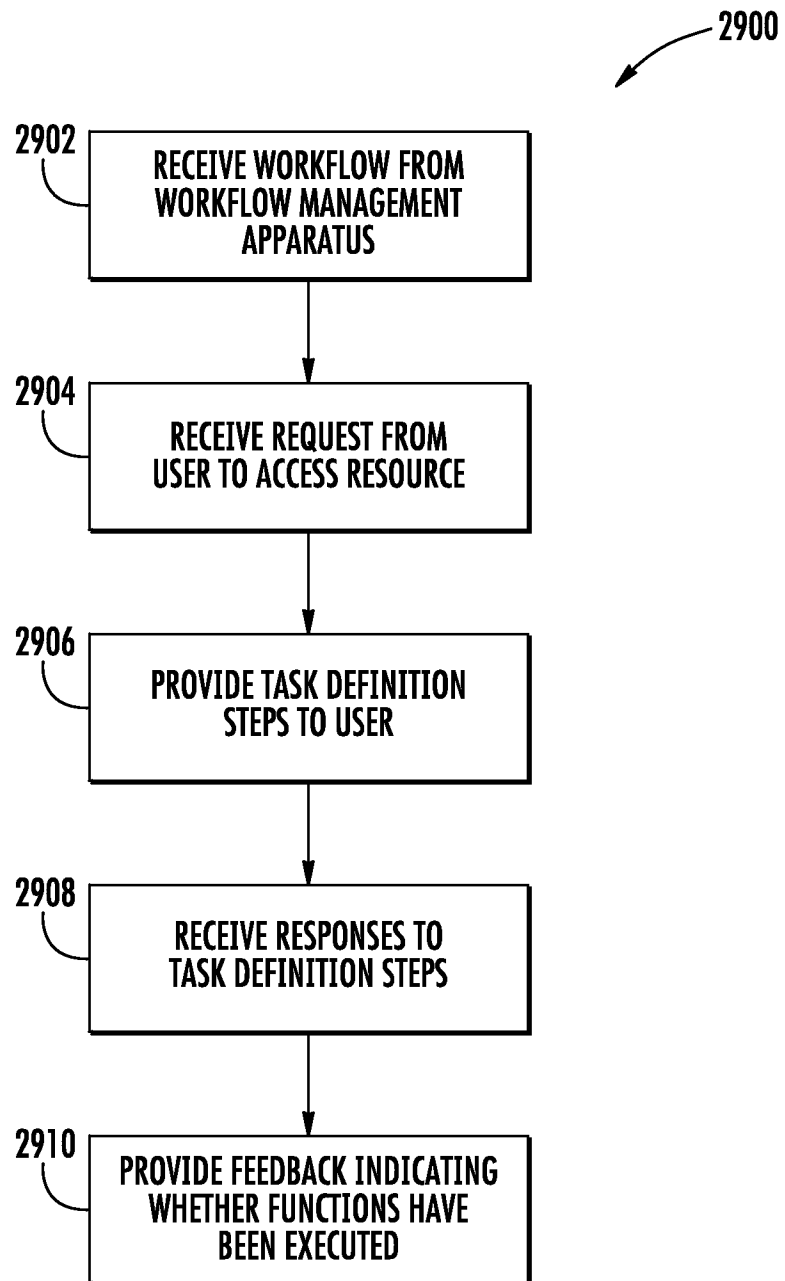 2900
2902
RECEIVE WORKFLOW FROM
WORKFLOW MANAGEMENT
APPARATUS
2904
RECEIVE REQUEST FROM
USER TO ACCESS RESOURCE
2906
PROVIDE TASK DEFINITION
STEPS TO USER
2908
RECEIVE RESPONSES TO
TASK DEFINITION STEPS
2910
PROVIDE FEEDBACK INDICATING
WHETHER FUNCTIONS HAVE
BEEN EXECUTED